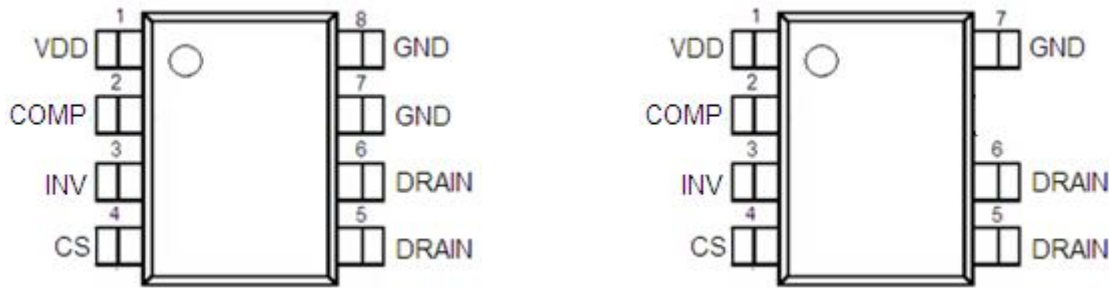 1 8
VDD GND
2 7
COMP GND
3 6
INV DRAIN
4 5
CS DRAIN
1 7
VDD GND
2
COMP
3 6
INV DRAIN
4 5
CS DRAIN